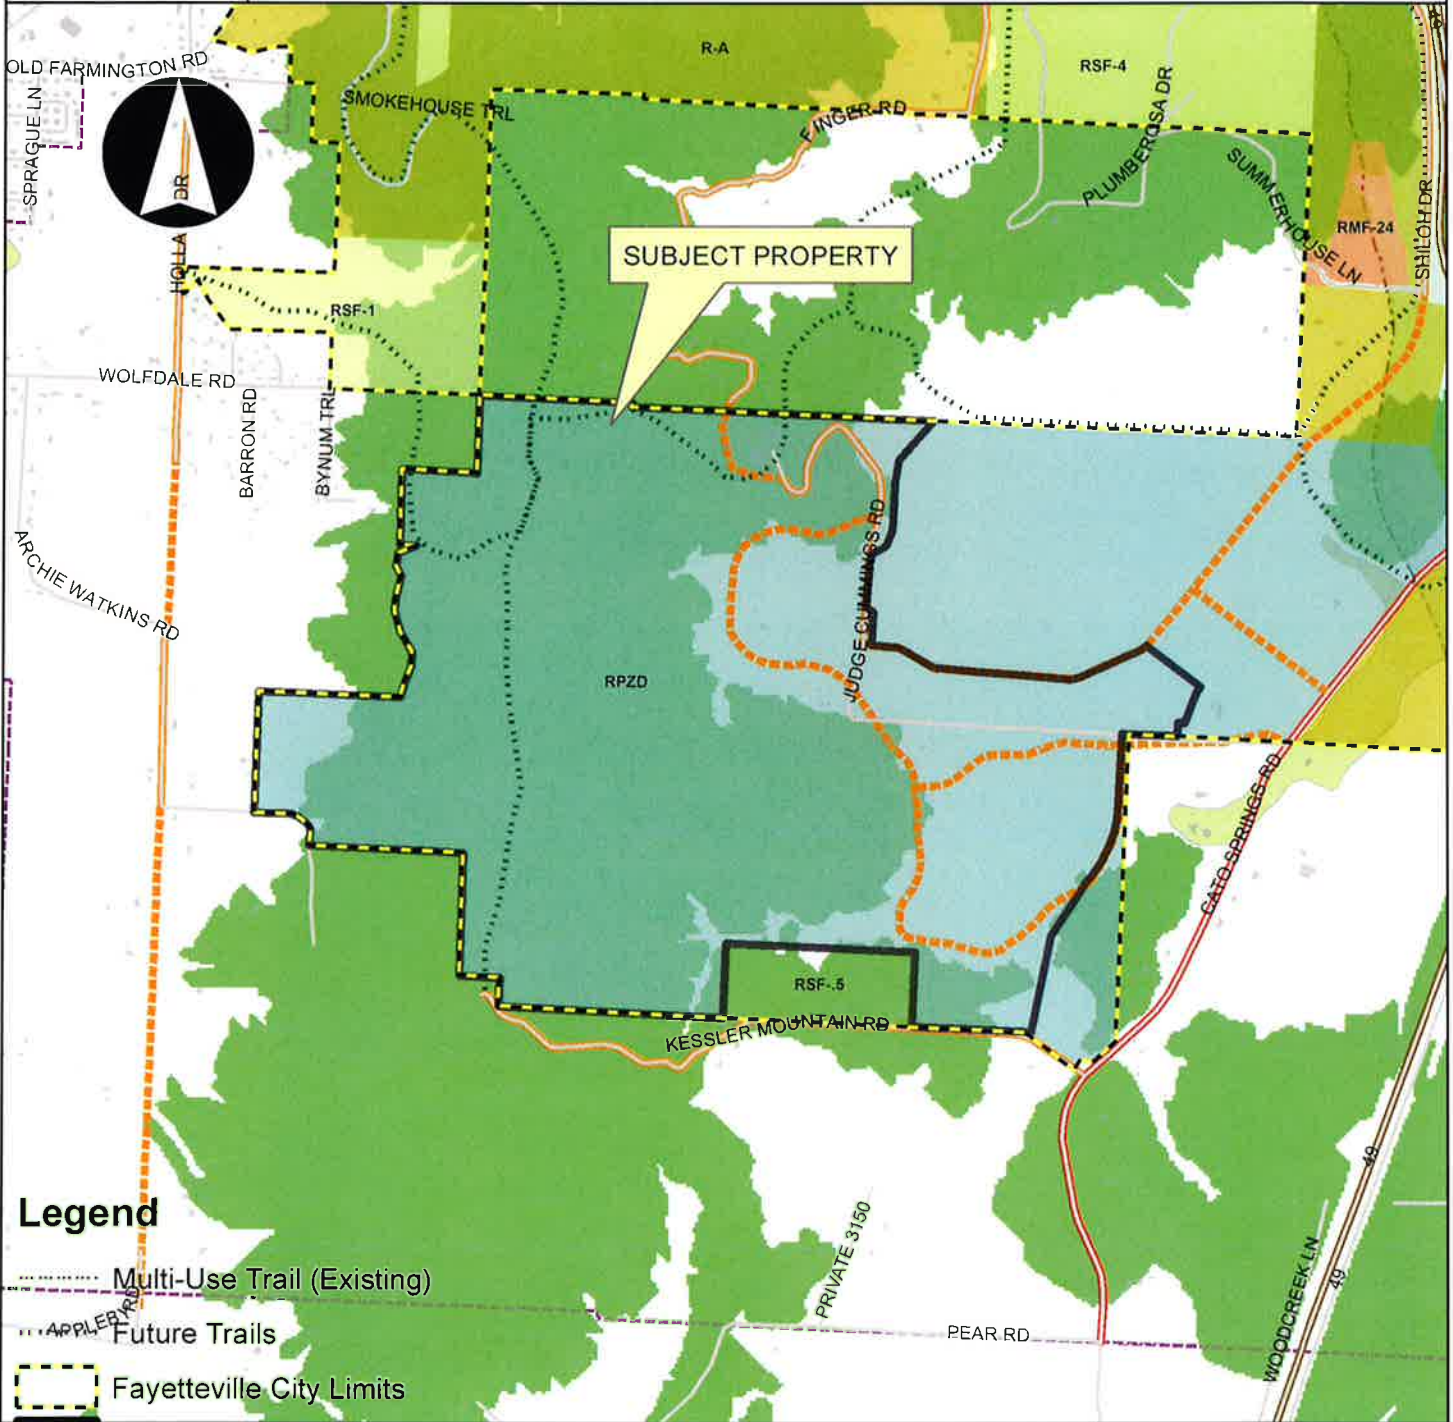 49
R-A
RSF-4
OLD FARMINGTON RD
SPRAGUE LN
SMOKEHOUSE TRL
FINGER RD
PLUMBEROSA DR
SUMMERHOUSE LN
SHILOH DR
RMF-24
HOLLA DR
SUBJECT PROPERTY
RSF-1
WOLFDALE RD
BARRON RD
BYNUM TRL
ARCHIE WATKINS RD
JUDGE CUMMINGS RD
RPZD
CATO SPRINGS RD
RSF-.5
KESSLER MOUNTAIN RD
49
PRIVATE 3150
WOODCREEK LN
49
PEAR RD
APPLEBY RD
Legend
Multi-Use Trail (Existing)
Future Trails
Fayetteville City Limits